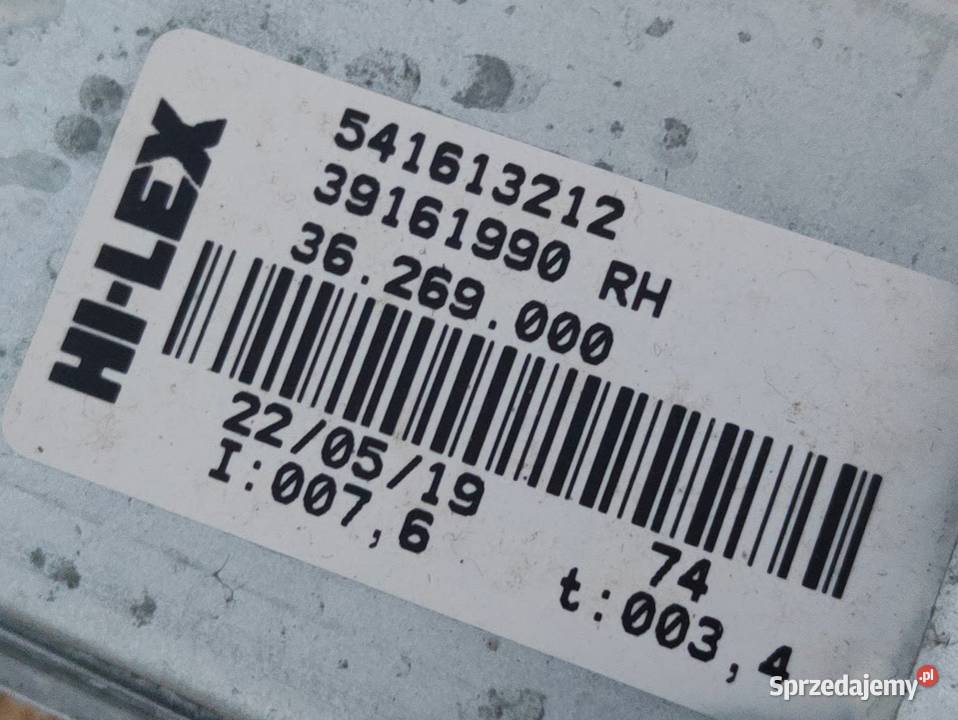 HI-LEX
541613212
39161990 RH
36.269.000
22/05/19 74
I:007,6 t:003,4
Sprzedajemy.pl